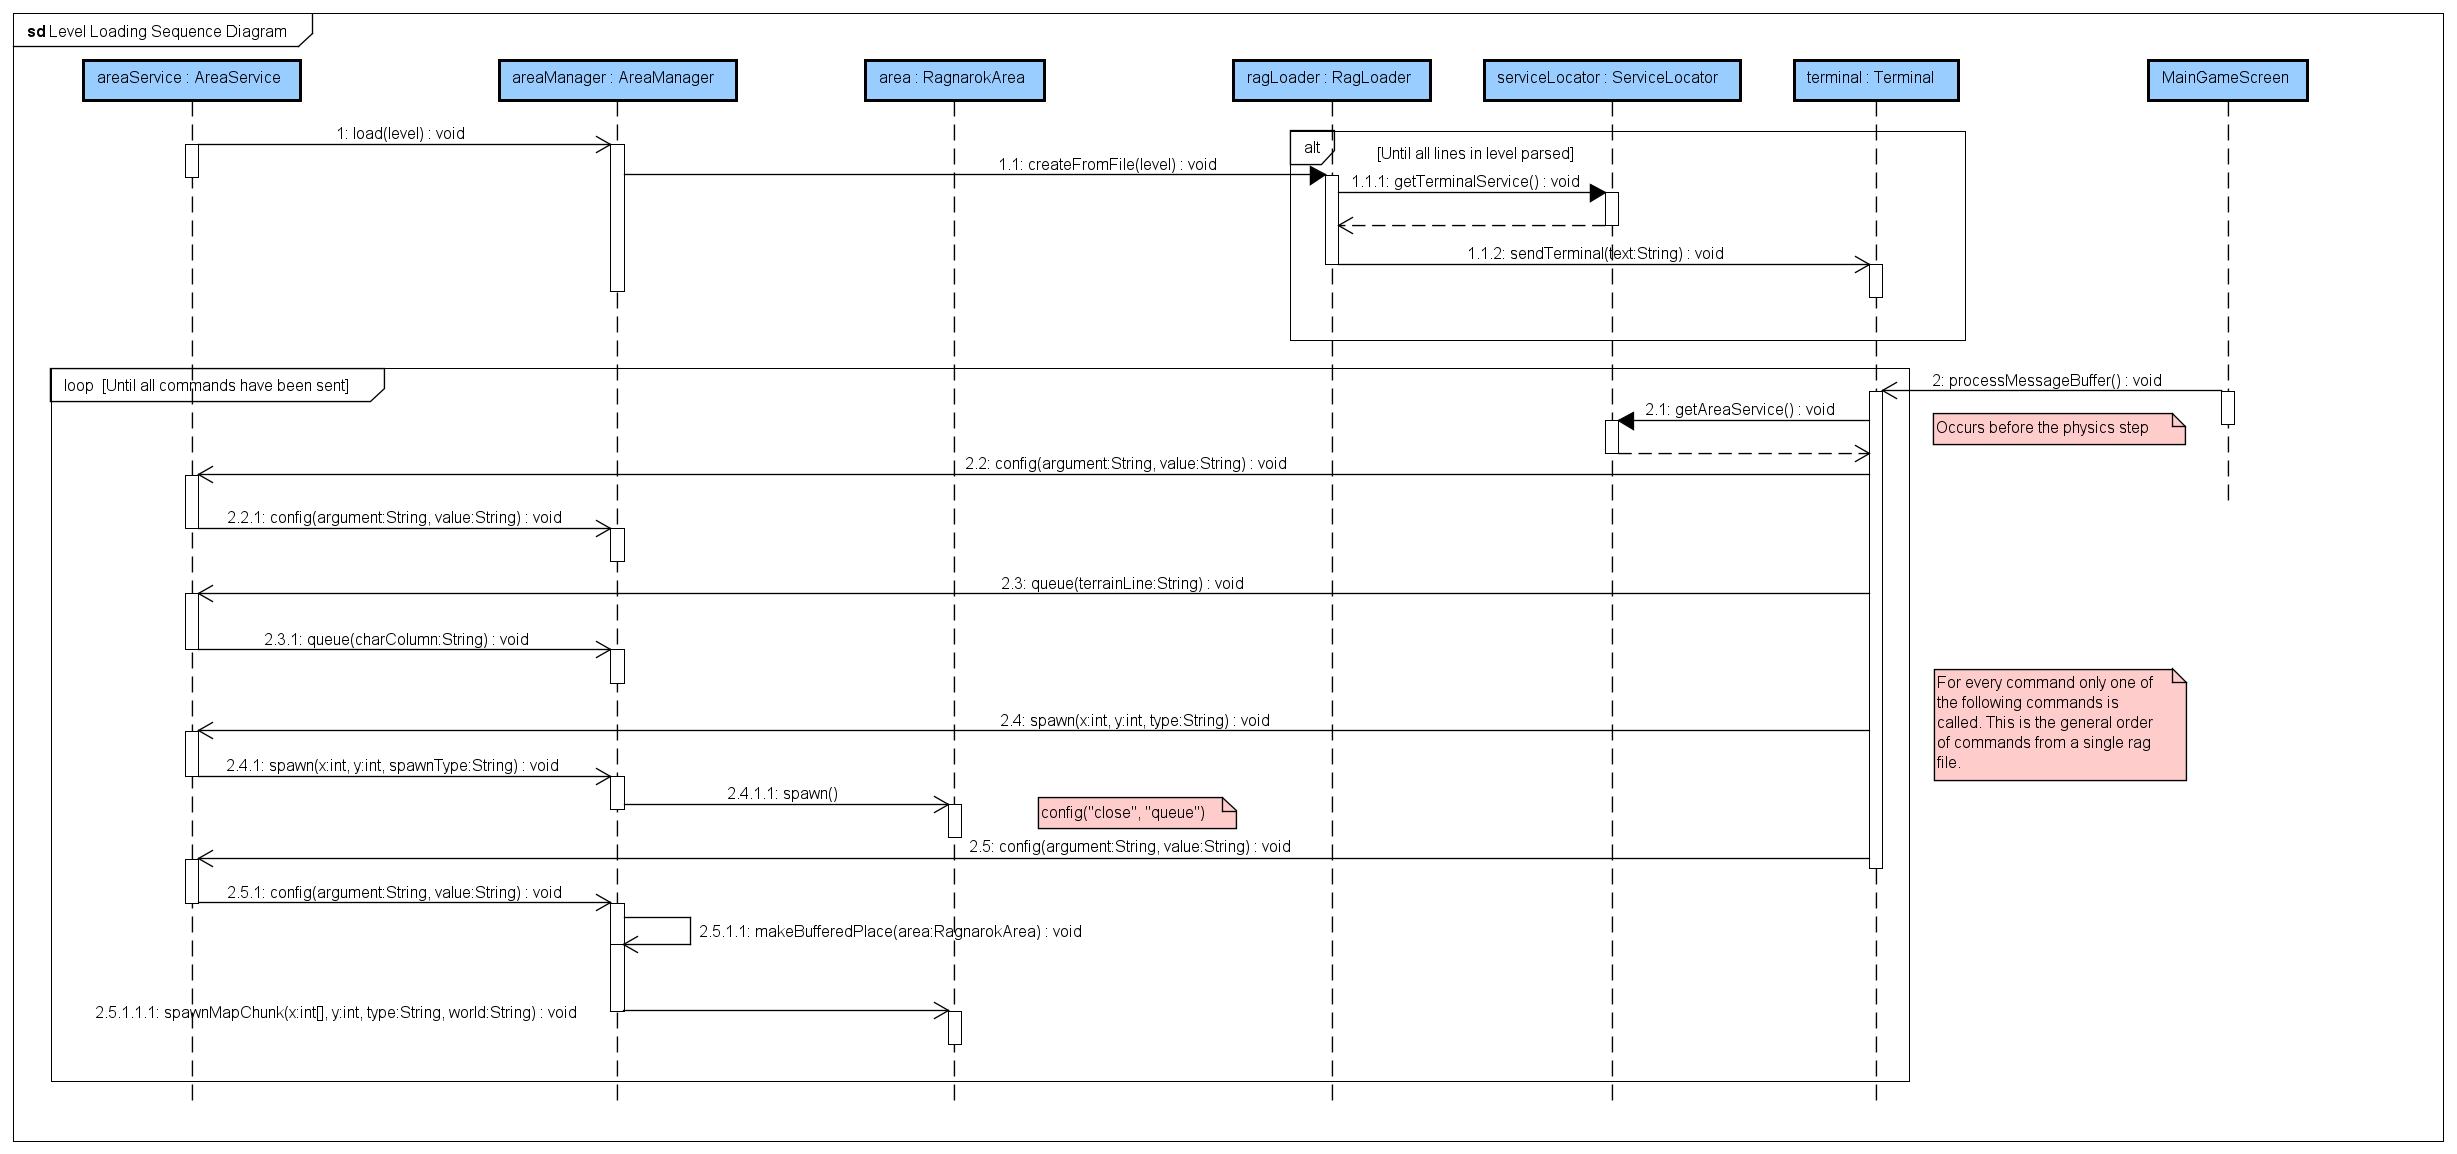 sd Level Loading Sequence Diagram
areaService : AreaService
areaManager : AreaManager
area : RagnarokArea
ragLoader : RagLoader
serviceLocator : ServiceLocator
terminal : Terminal
MainGameScreen
1: load(level) : void
alt
[Until all lines in level parsed]
1.1: createFromFile(level) : void
1.1.1: getTerminalService() : void
1.1.2: sendTerminal(text:String) : void
loop [Until all commands have been sent]
2: processMessageBuffer() : void
2.1: getAreaService() : void
Occurs before the physics step
2.2: config(argument:String, value:String) : void
2.2.1: config(argument:String, value:String) : void
2.3: queue(terrainLine:String) : void
2.3.1: queue(charColumn:String) : void
For every command only one of
the following commands is
called. This is the general order
of commands from a single rag
file.
2.4: spawn(x:int, y:int, type:String) : void
2.4.1: spawn(x:int, y:int, spawnType:String) : void
2.4.1.1: spawn()
config("close", "queue")
2.5: config(argument:String, value:String) : void
2.5.1: config(argument:String, value:String) : void
2.5.1.1: makeBufferedPlace(area:RagnarokArea) : void
2.5.1.1.1: spawnMapChunk(x:int[], y:int, type:String, world:String) : void